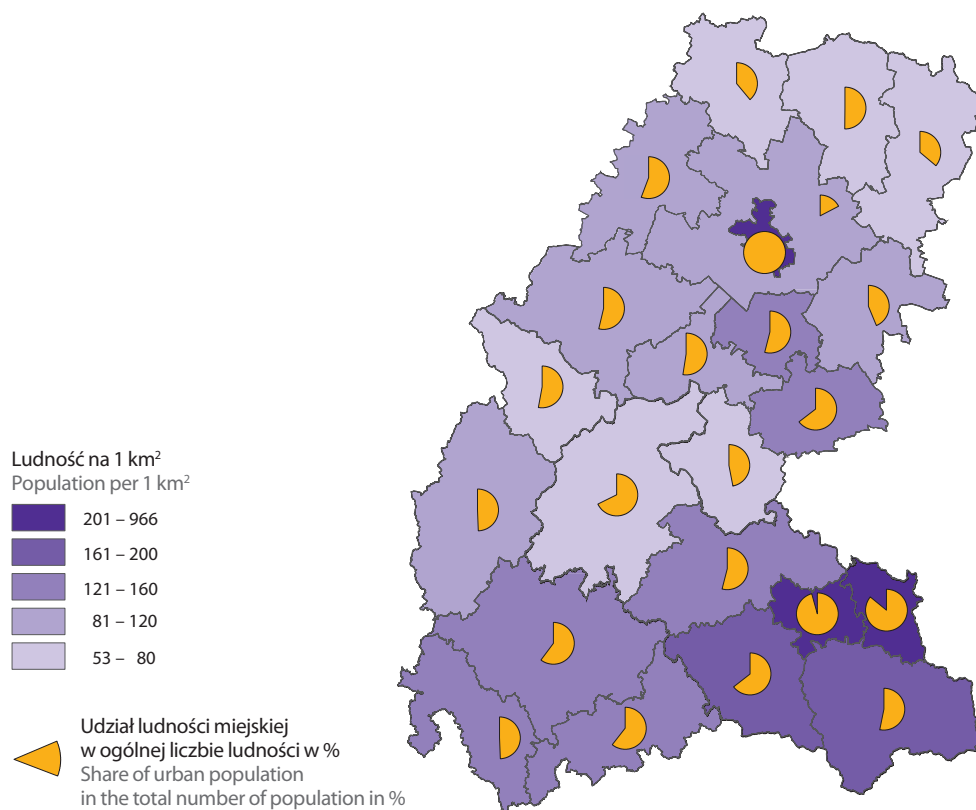 Ludność na 1 km²
Population per 1 km²
201 – 966
161 – 200
121 – 160
81 – 120
53 – 80
Udział ludności miejskiej
w ogólnej liczbie ludności w %
Share of urban population
in the total number of population in %